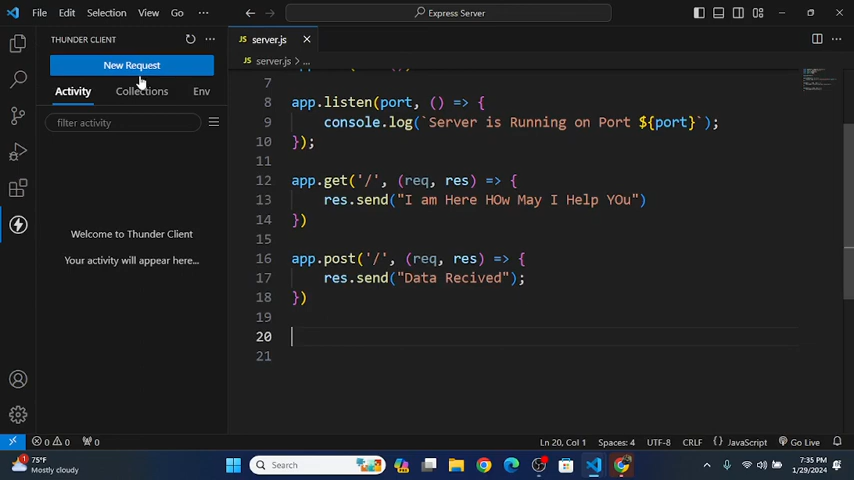 File Edit Selection View Go ··· Express Server
THUNDER CLIENT
New Request
Activity Collections Env
filter activity
Welcome to Thunder Client
Your activity will appear here...
JS server.js
JS server.js > ...
7
8 app.listen(port, () => {
9 console.log(`Server is Running on Port ${port}`);
10 });
11
12 app.get('/', (req, res) => {
13 res.send("I am Here HOw May I Help YOu")
14 })
15
16 app.post('/', (req, res) => {
17 res.send("Data Recived");
18 })
19
20
21
0 0 0 Ln 20, Col 1 Spaces: 4 UTF-8 CRLF {} JavaScript Go Live
1 75°F
Mostly cloudy
Search
7:35 PM
1/29/2024